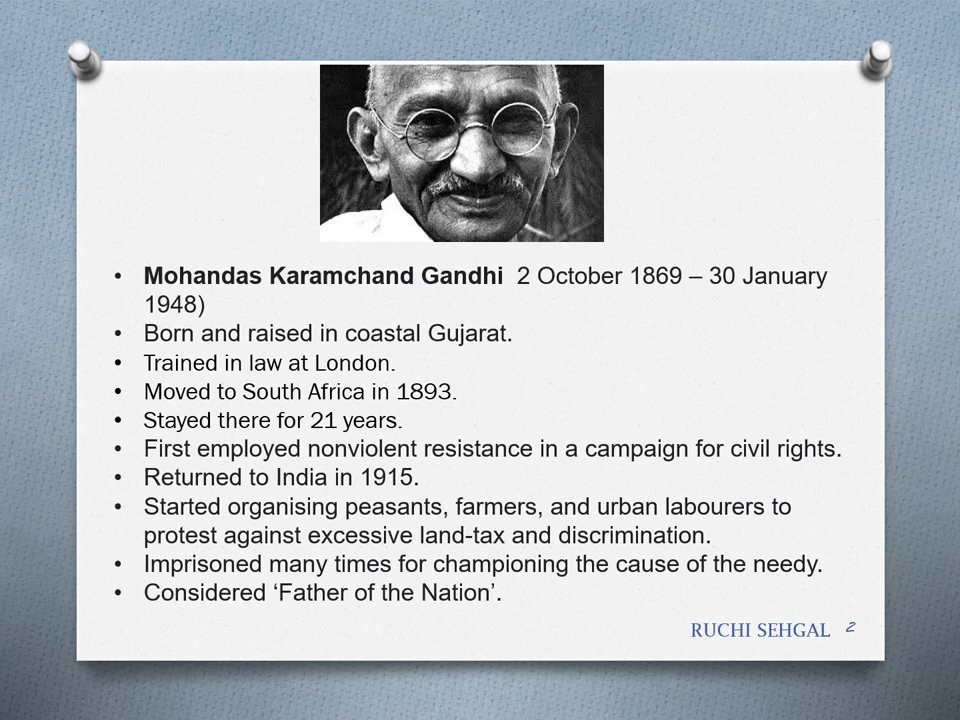 • Mohandas Karamchand Gandhi 2 October 1869 – 30 January
1948)
• Born and raised in coastal Gujarat.
• Trained in law at London.
• Moved to South Africa in 1893.
• Stayed there for 21 years.
• First employed nonviolent resistance in a campaign for civil rights.
• Returned to India in 1915.
• Started organising peasants, farmers, and urban labourers to
protest against excessive land-tax and discrimination.
• Imprisoned many times for championing the cause of the needy.
• Considered ‘Father of the Nation’.
RUCHI SEHGAL 2